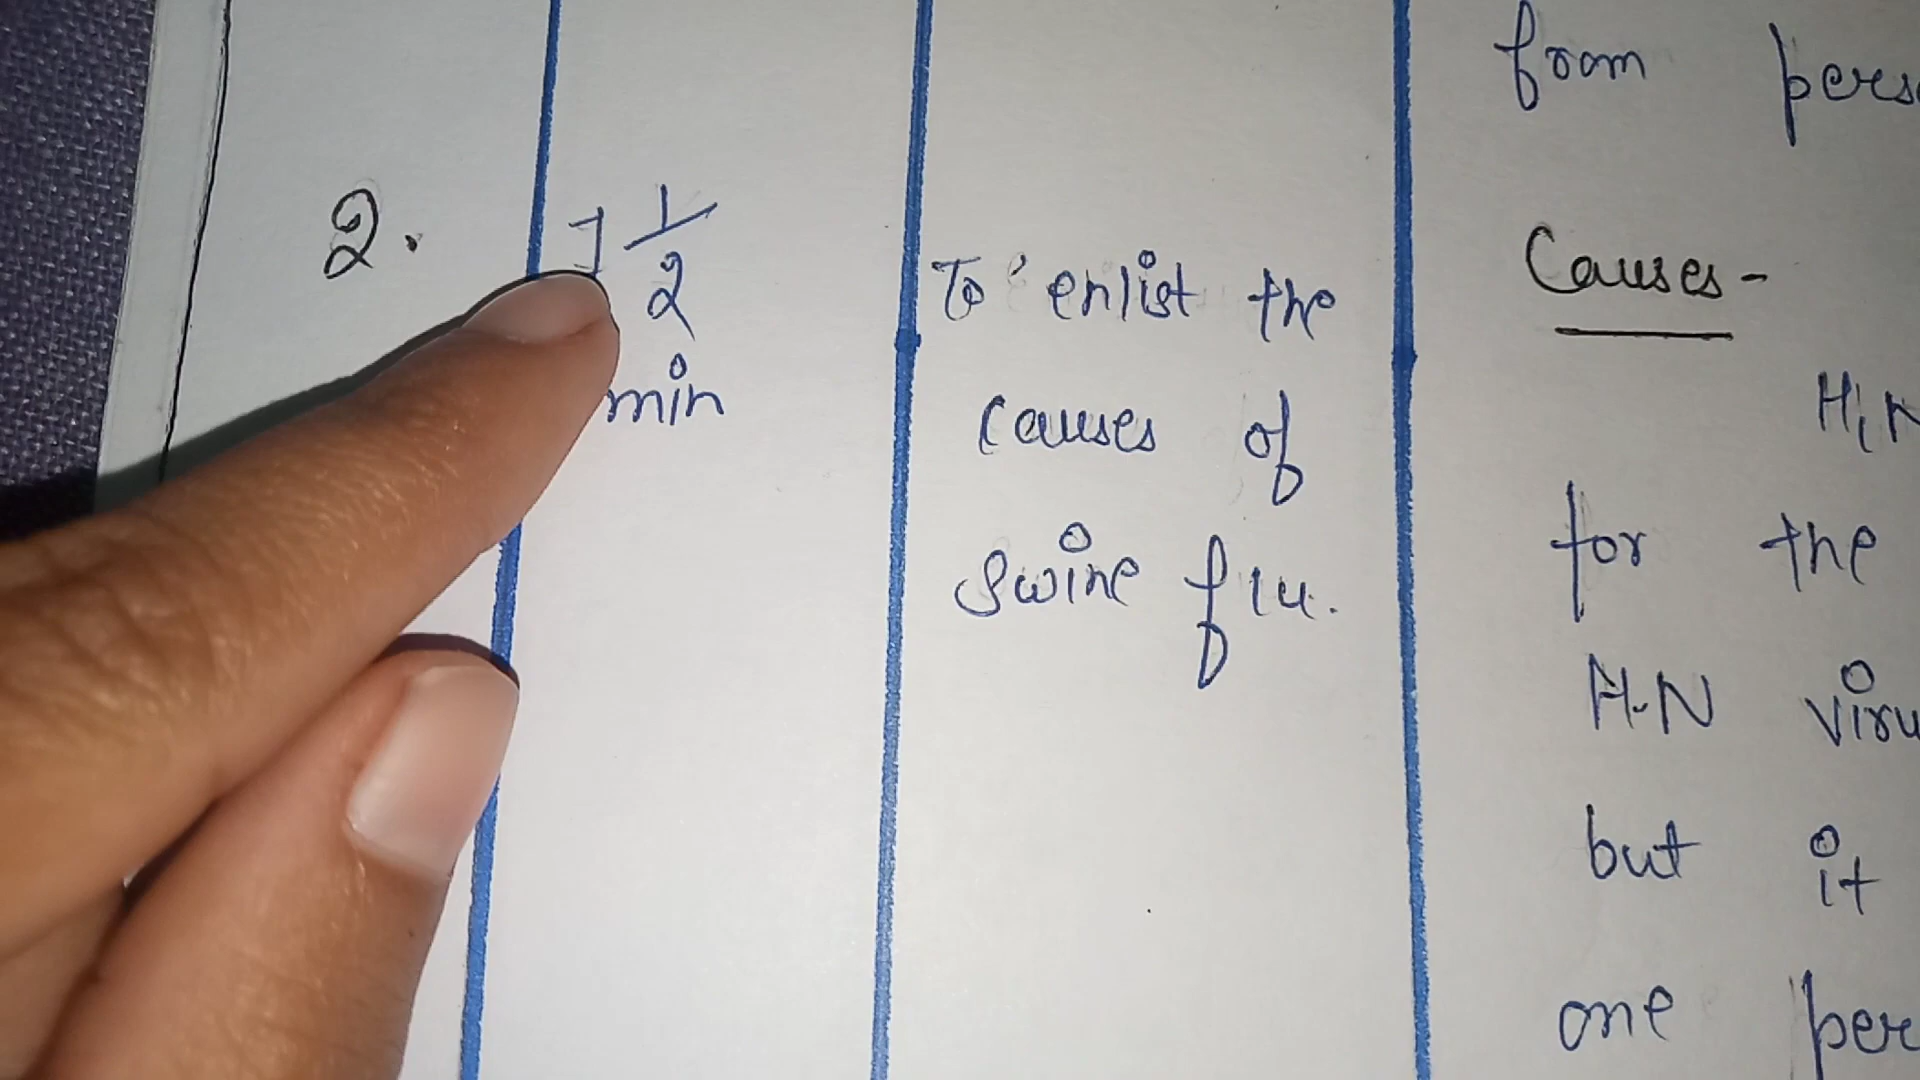 from
2. 1 1/2 min
To enlist the
causes of
swine flu.
Causes-
for the
H.N
but it
one